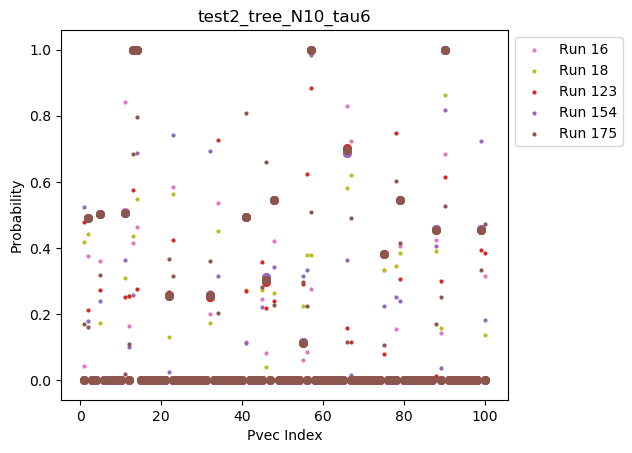 test2_tree_N10_tau6
1.0
0.8
0.6
0.4
0.2
0.0
Probability
0
20
40
60
80
100
Pvec Index
Run 16
Run 18
Run 123
Run 154
Run 175